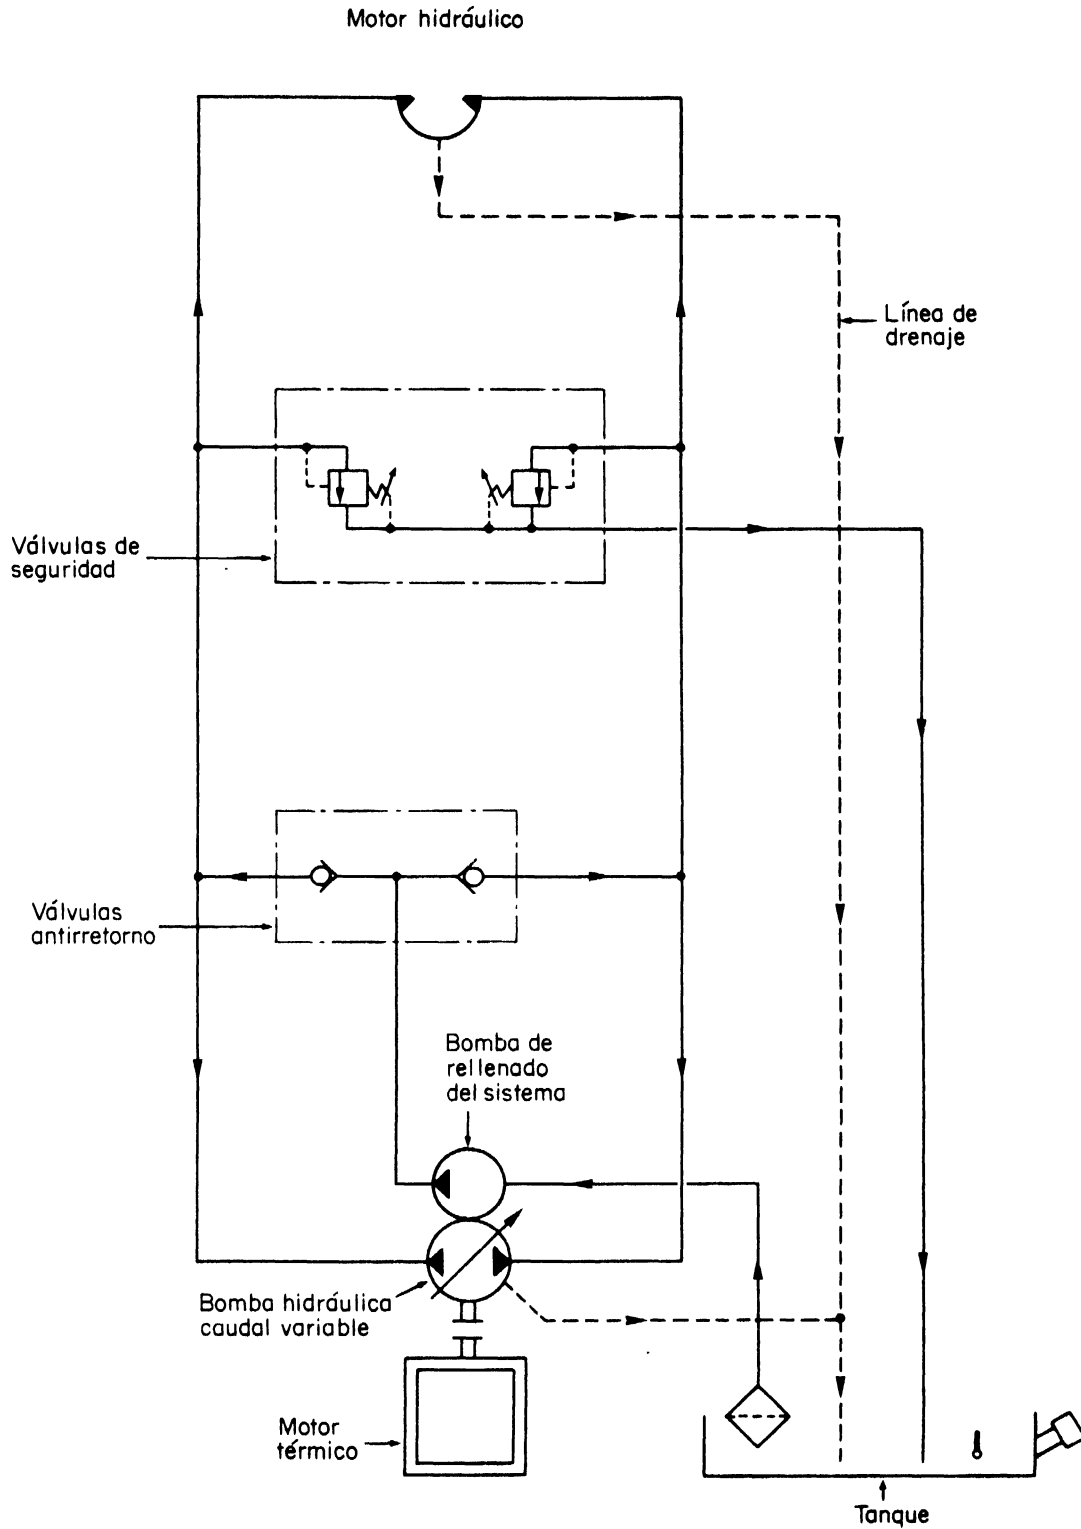 Motor hidráulico
Línea de
drenaje
Válvulas de
seguridad
Válvulas
antirretorno
Bomba de
rellenado
del sistema
Bomba hidráulica
caudal variable
Motor
térmico
Tanque